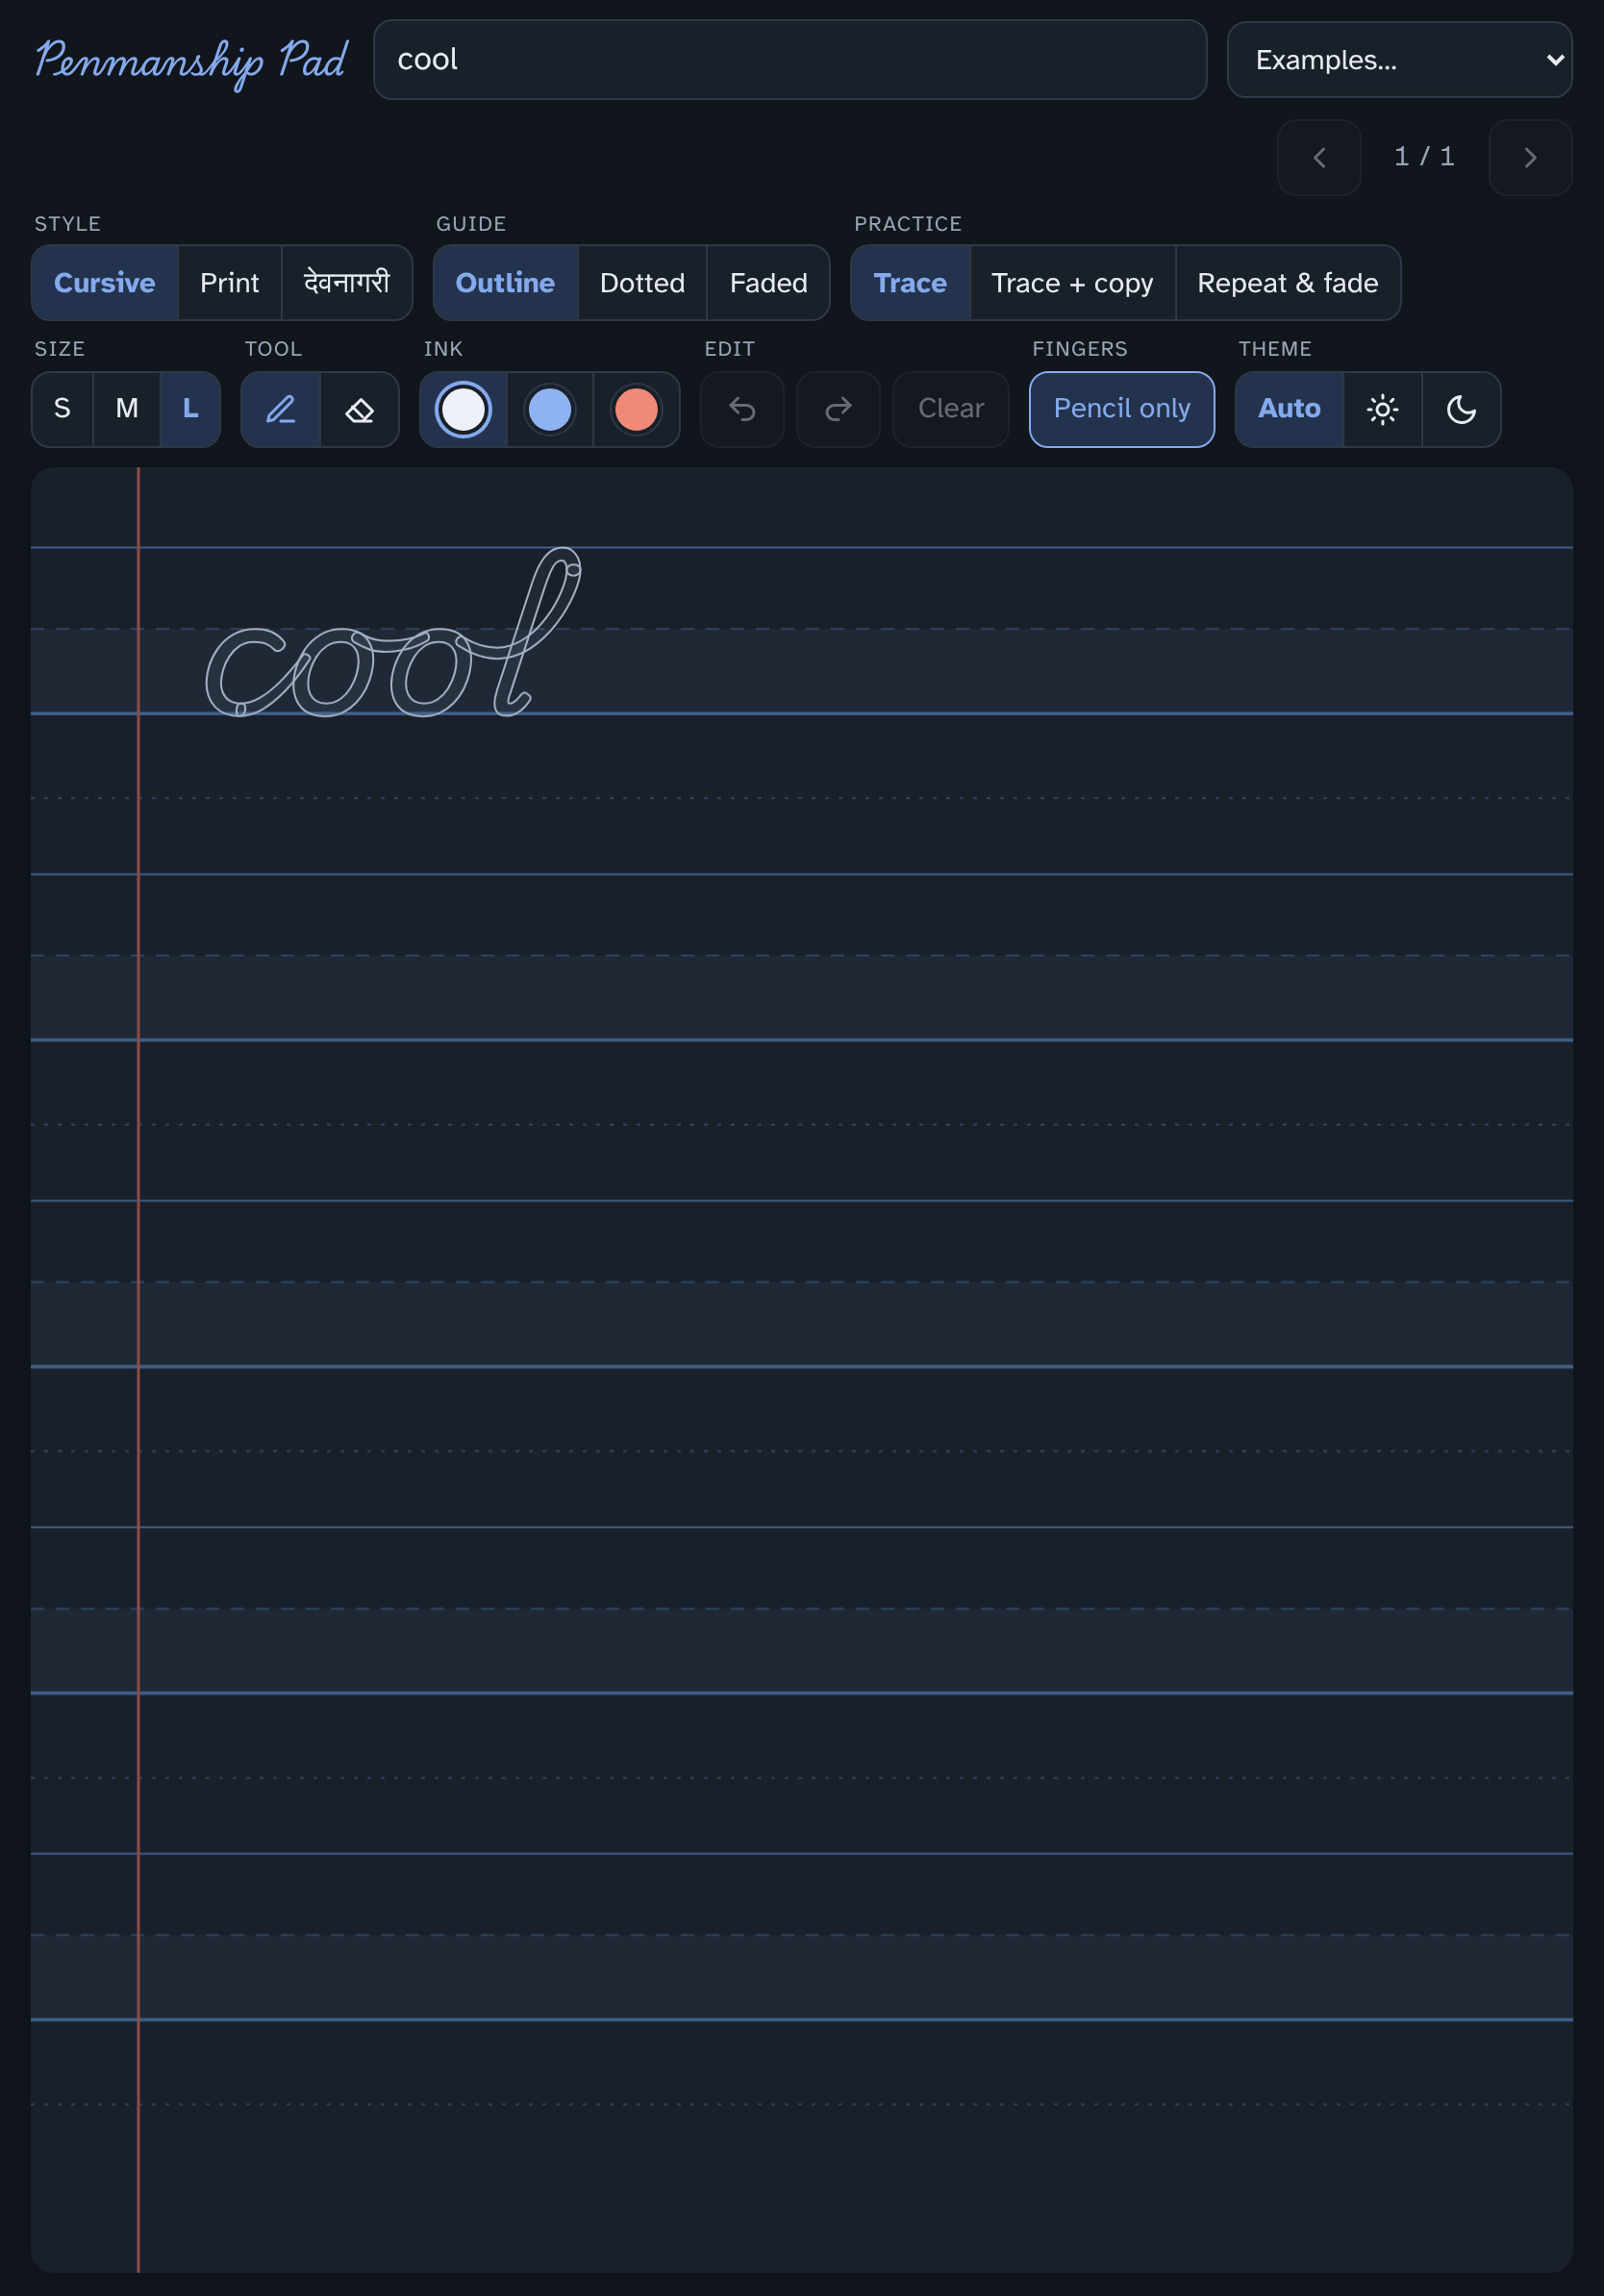 Penmanship Pad cool Examples...
1 / 1
STYLE GUIDE PRACTICE
Cursive Print देवनागरी Outline Dotted Faded Trace Trace + copy Repeat & fade
SIZE TOOL INK EDIT FINGERS THEME
S M L Clear Pencil only Auto
cool